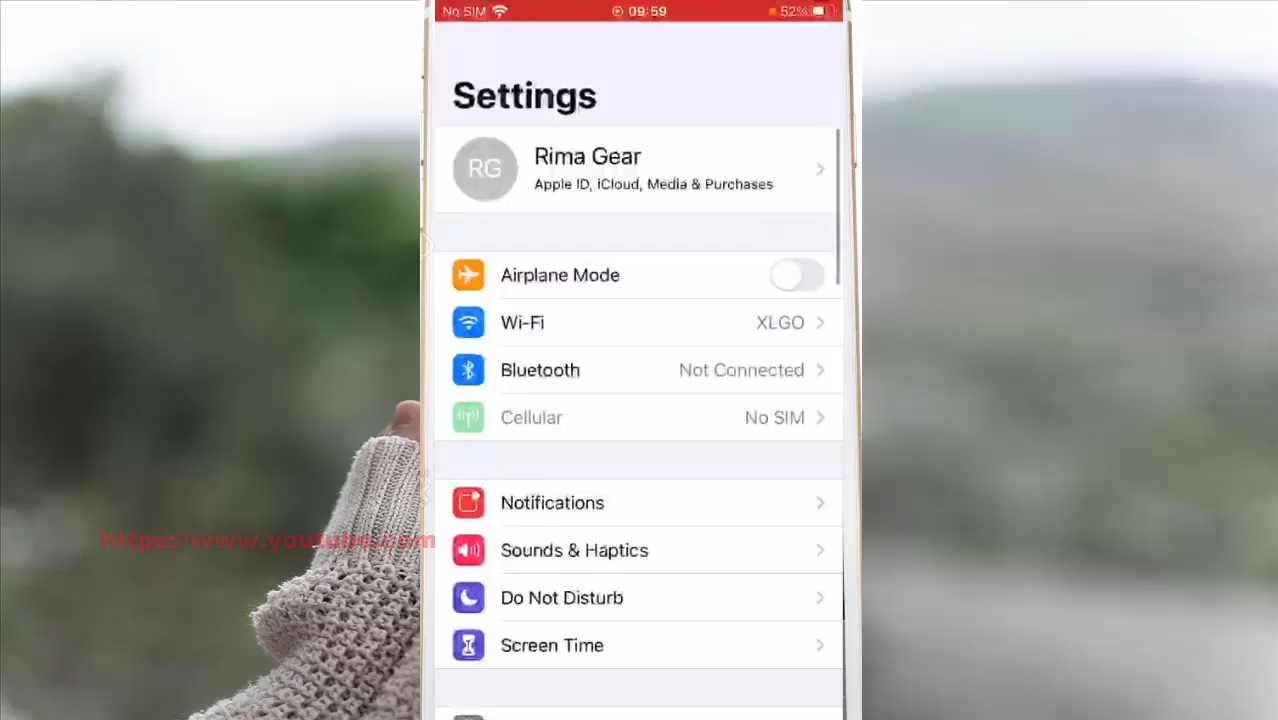 No SIM 09:59 52%
Settings
RG
Rima Gear
Apple ID, iCloud, Media & Purchases
Airplane Mode
Wi-Fi XLGO
Bluetooth Not Connected
Cellular No SIM
Notifications
Sounds & Haptics
https://www.youtube.com
Do Not Disturb
Screen Time